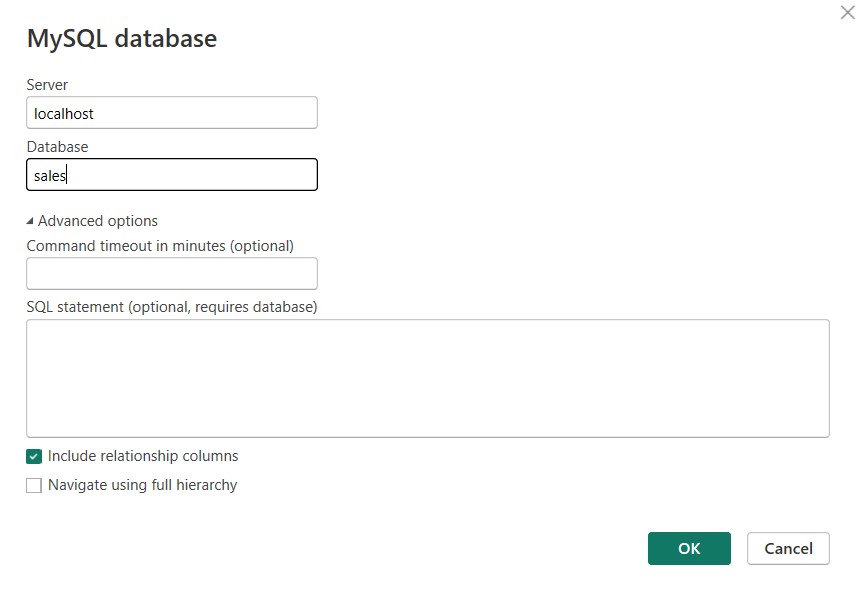 MySQL database
Server
localhost
Database
sales
Advanced options
Command timeout in minutes (optional)
SQL statement (optional, requires database)
Include relationship columns
Navigate using full hierarchy
OK Cancel